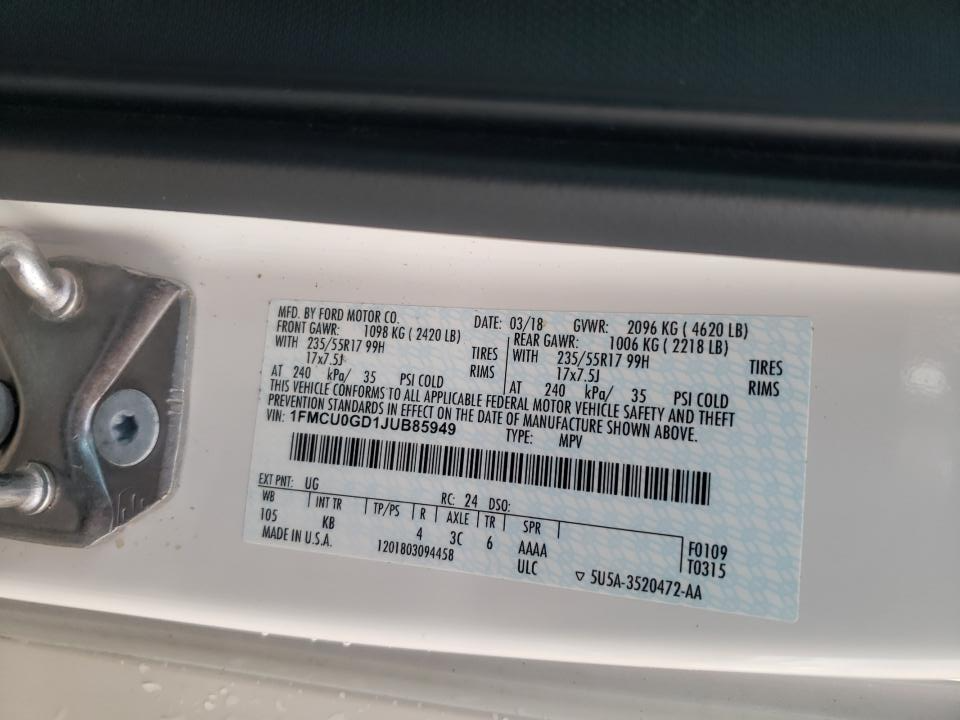 MFD. BY FORD MOTOR CO.
DATE: 03/18 GVWR: 2096 KG ( 4620 LB)
FRONT GAWR: 1098 KG ( 2420 LB)
WITH 235/55R17 99H TIRES
17x7.5J RIMS
AT 240 kPa/ 35 PSI COLD
REAR GAWR: 1006 KG ( 2218 LB)
WITH 235/55R17 99H TIRES
17x7.5J RIMS
AT 240 kPa/ 35 PSI COLD
THIS VEHICLE CONFORMS TO ALL APPLICABLE FEDERAL MOTOR VEHICLE SAFETY AND THEFT
PREVENTION STANDARDS IN EFFECT ON THE DATE OF MANUFACTURE SHOWN ABOVE.
VIN: 1FMCU0GD1JUB85949
TYPE: MPV
EXT PNT: UG RC: 24 DSO:
WB INT TR TP/PS R AXLE TR SPR
105 KB 4 3C 6 AAAA F0109
MADE IN U.S.A. 1201803094458 ULC T0315
▽ 5U5A-3520472-AA